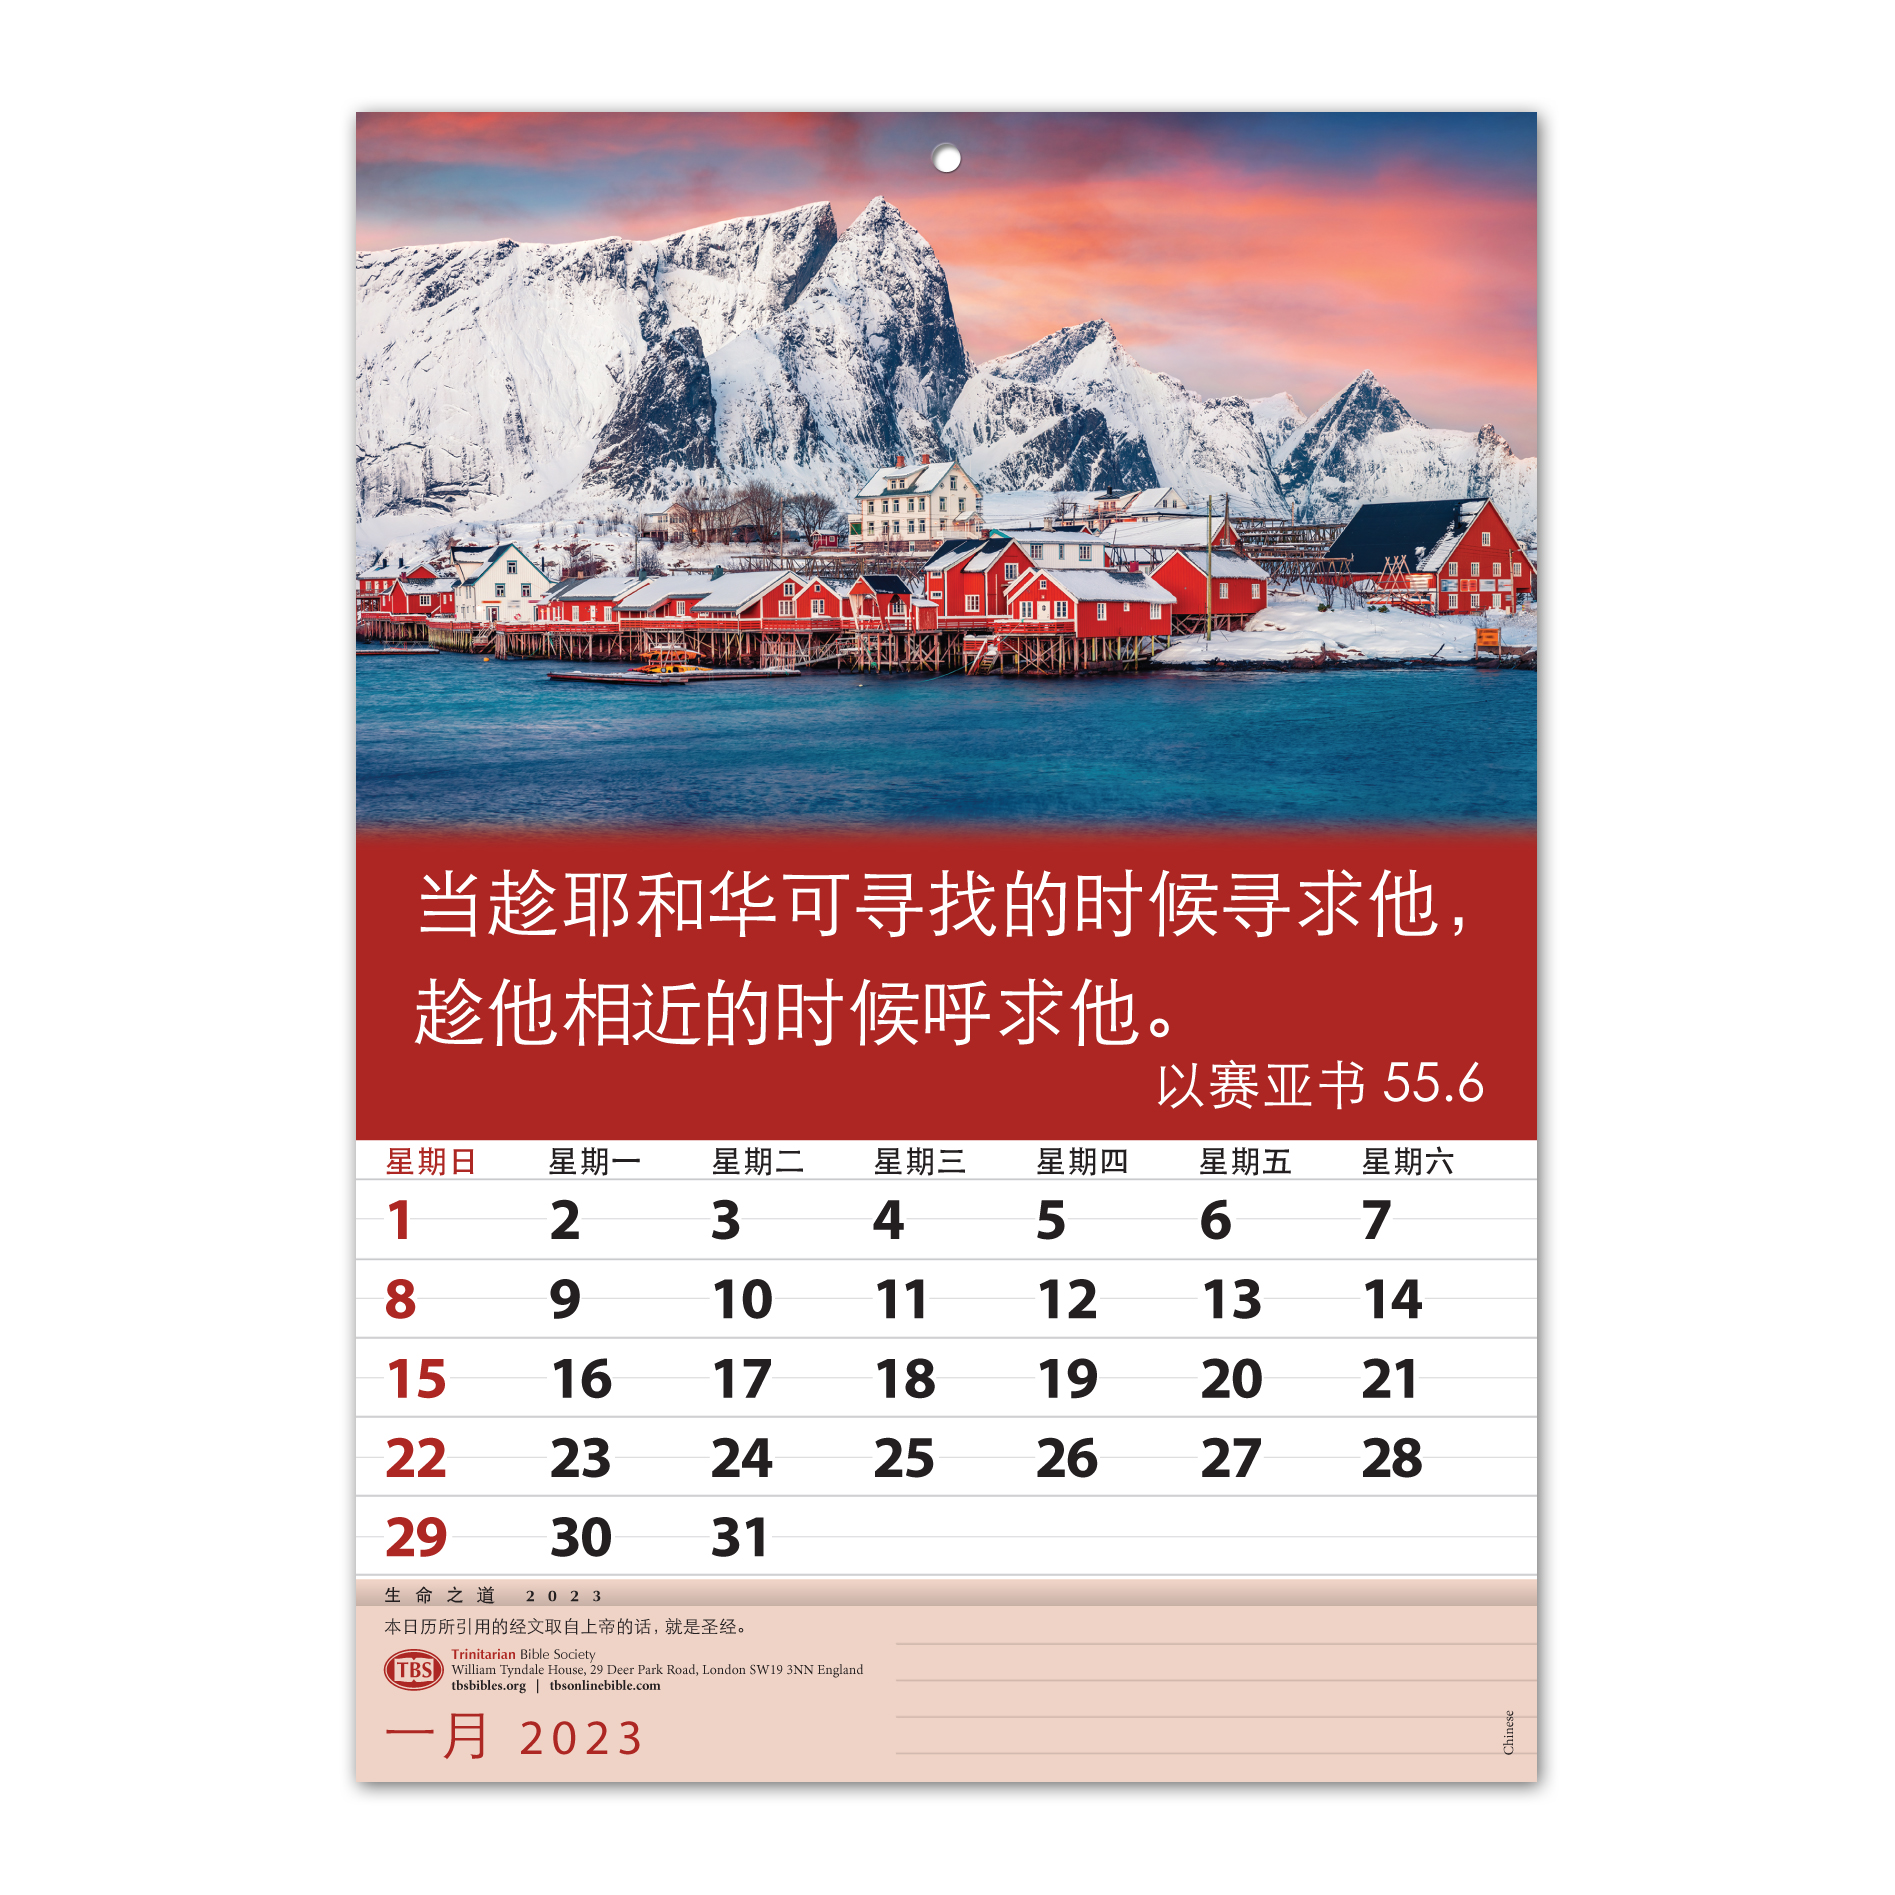 当趁耶和华可寻找的时候寻求他，
趁他相近的时候呼求他。
以赛亚书 55.6
星期日 星期一 星期二 星期三 星期四 星期五 星期六
1 2 3 4 5 6 7
8 9 10 11 12 13 14
15 16 17 18 19 20 21
22 23 24 25 26 27 28
29 30 31
生命之道 2023
本日历所引用的经文取自上帝的话，就是圣经。
TBS
Trinitarian Bible Society
William Tyndale House, 29 Deer Park Road, London SW19 3NN England
tbsbibles.org | tbsonlinebible.com
一月 2023
Chinese